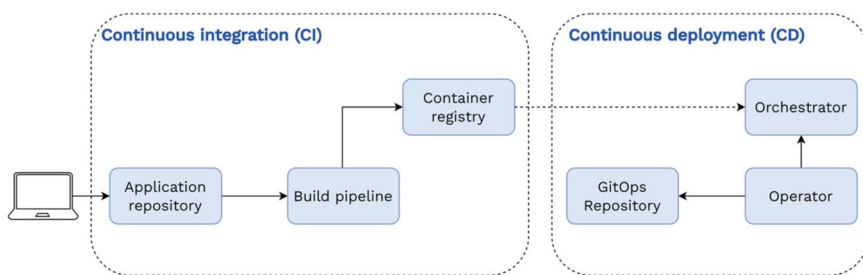 Continuous integration (CI)
Continuous deployment (CD)
Container
registry
Orchestrator
Application
repository
Build pipeline
GitOps
Repository
Operator